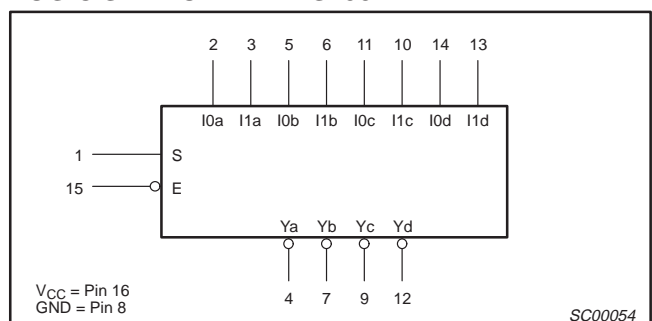 2 3 5 6 11 10 14 13
I0a I1a I0b I1b I0c I1c I0d I1d
1 S
15 E
Ya Yb Yc Yd
4 7 9 12
VCC = Pin 16
GND = Pin 8
SC00054